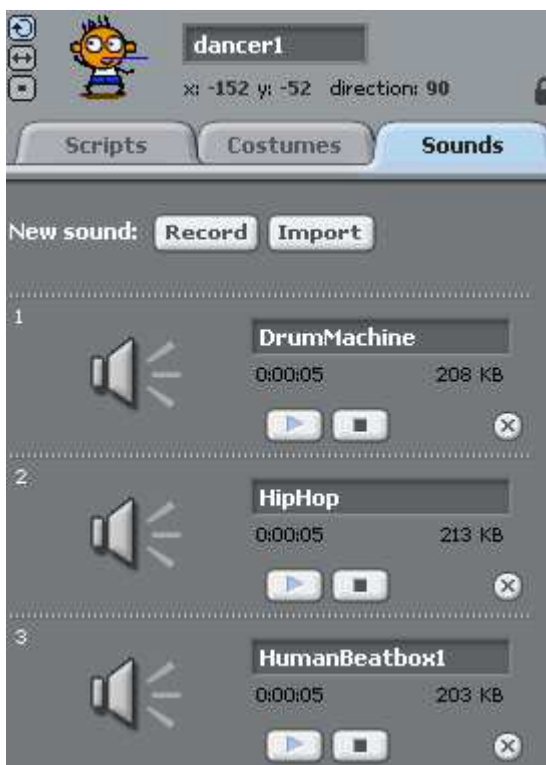 dancer1
x: -152 y: -52 direction: 90
Scripts Costumes Sounds
New sound: Record Import
1
DrumMachine
0:00:05 208 KB
2
HipHop
0:00:05 213 KB
3
HumanBeatbox1
0:00:05 203 KB